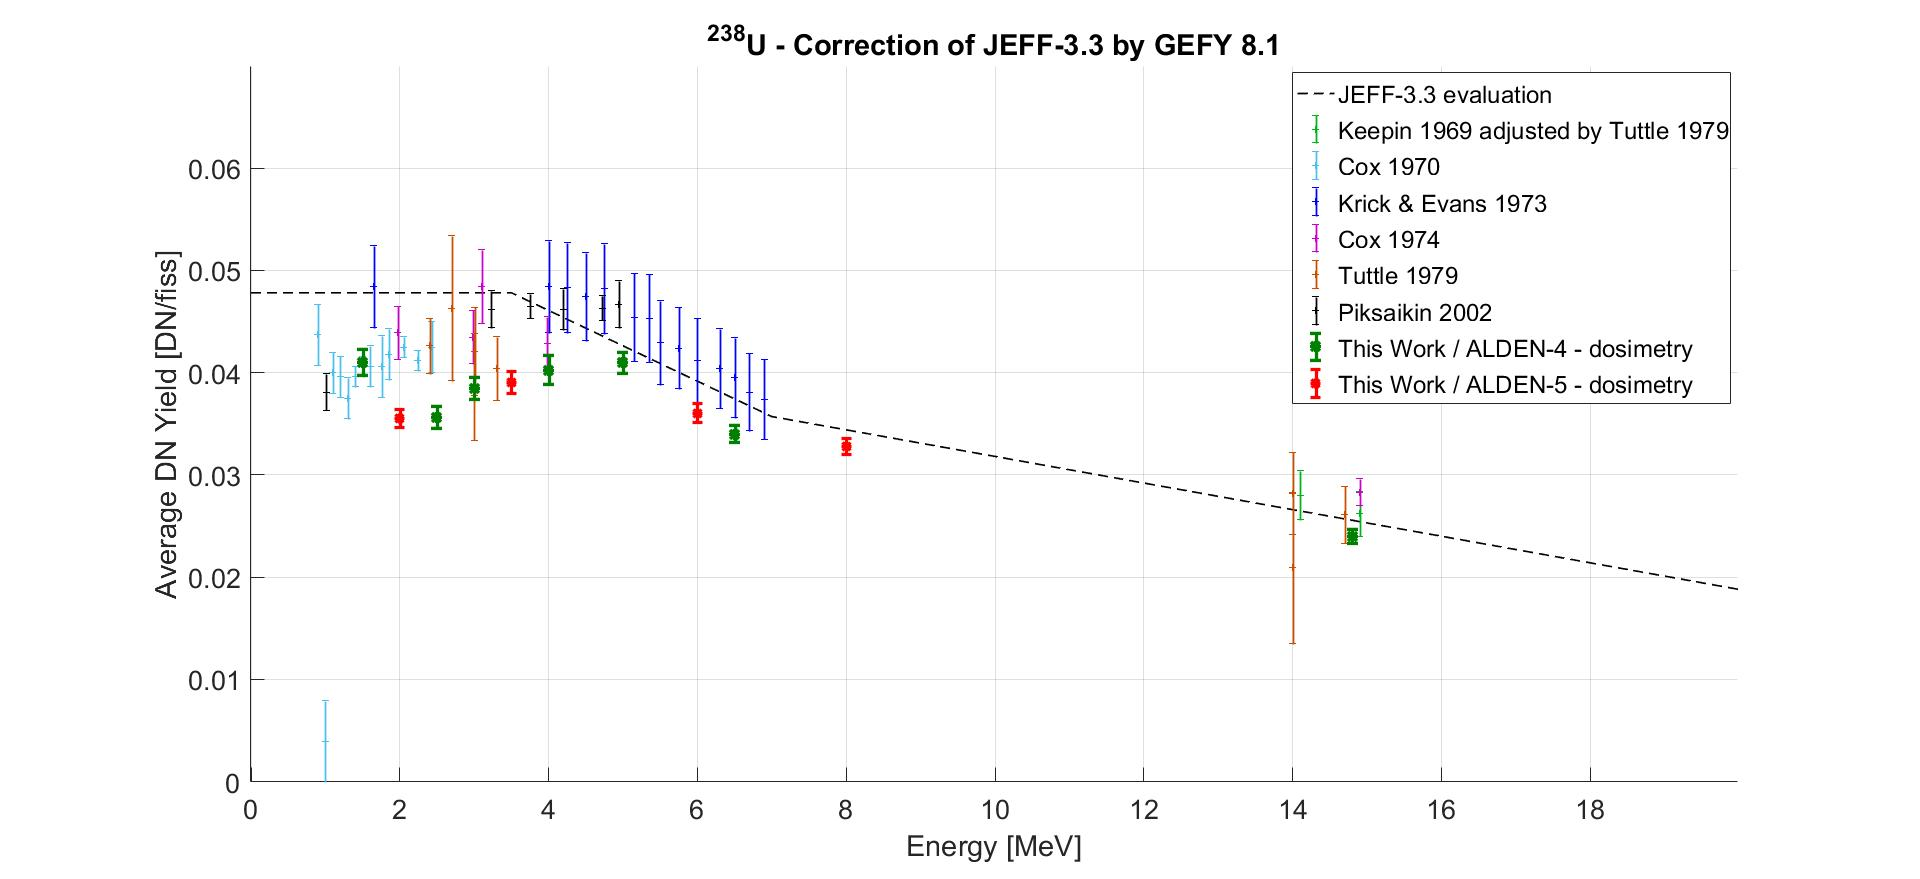 ²³⁸U - Correction of JEFF-3.3 by GEFY 8.1
JEFF-3.3 evaluation
Keepin 1969 adjusted by Tuttle 1979
Cox 1970
Krick & Evans 1973
Cox 1974
Tuttle 1979
Piksaikin 2002
This Work / ALDEN-4 - dosimetry
This Work / ALDEN-5 - dosimetry
Average DN Yield [DN/fiss]
0.06
0.05
0.04
0.03
0.02
0.01
0
0 2 4 6 8 10 12 14 16 18
Energy [MeV]